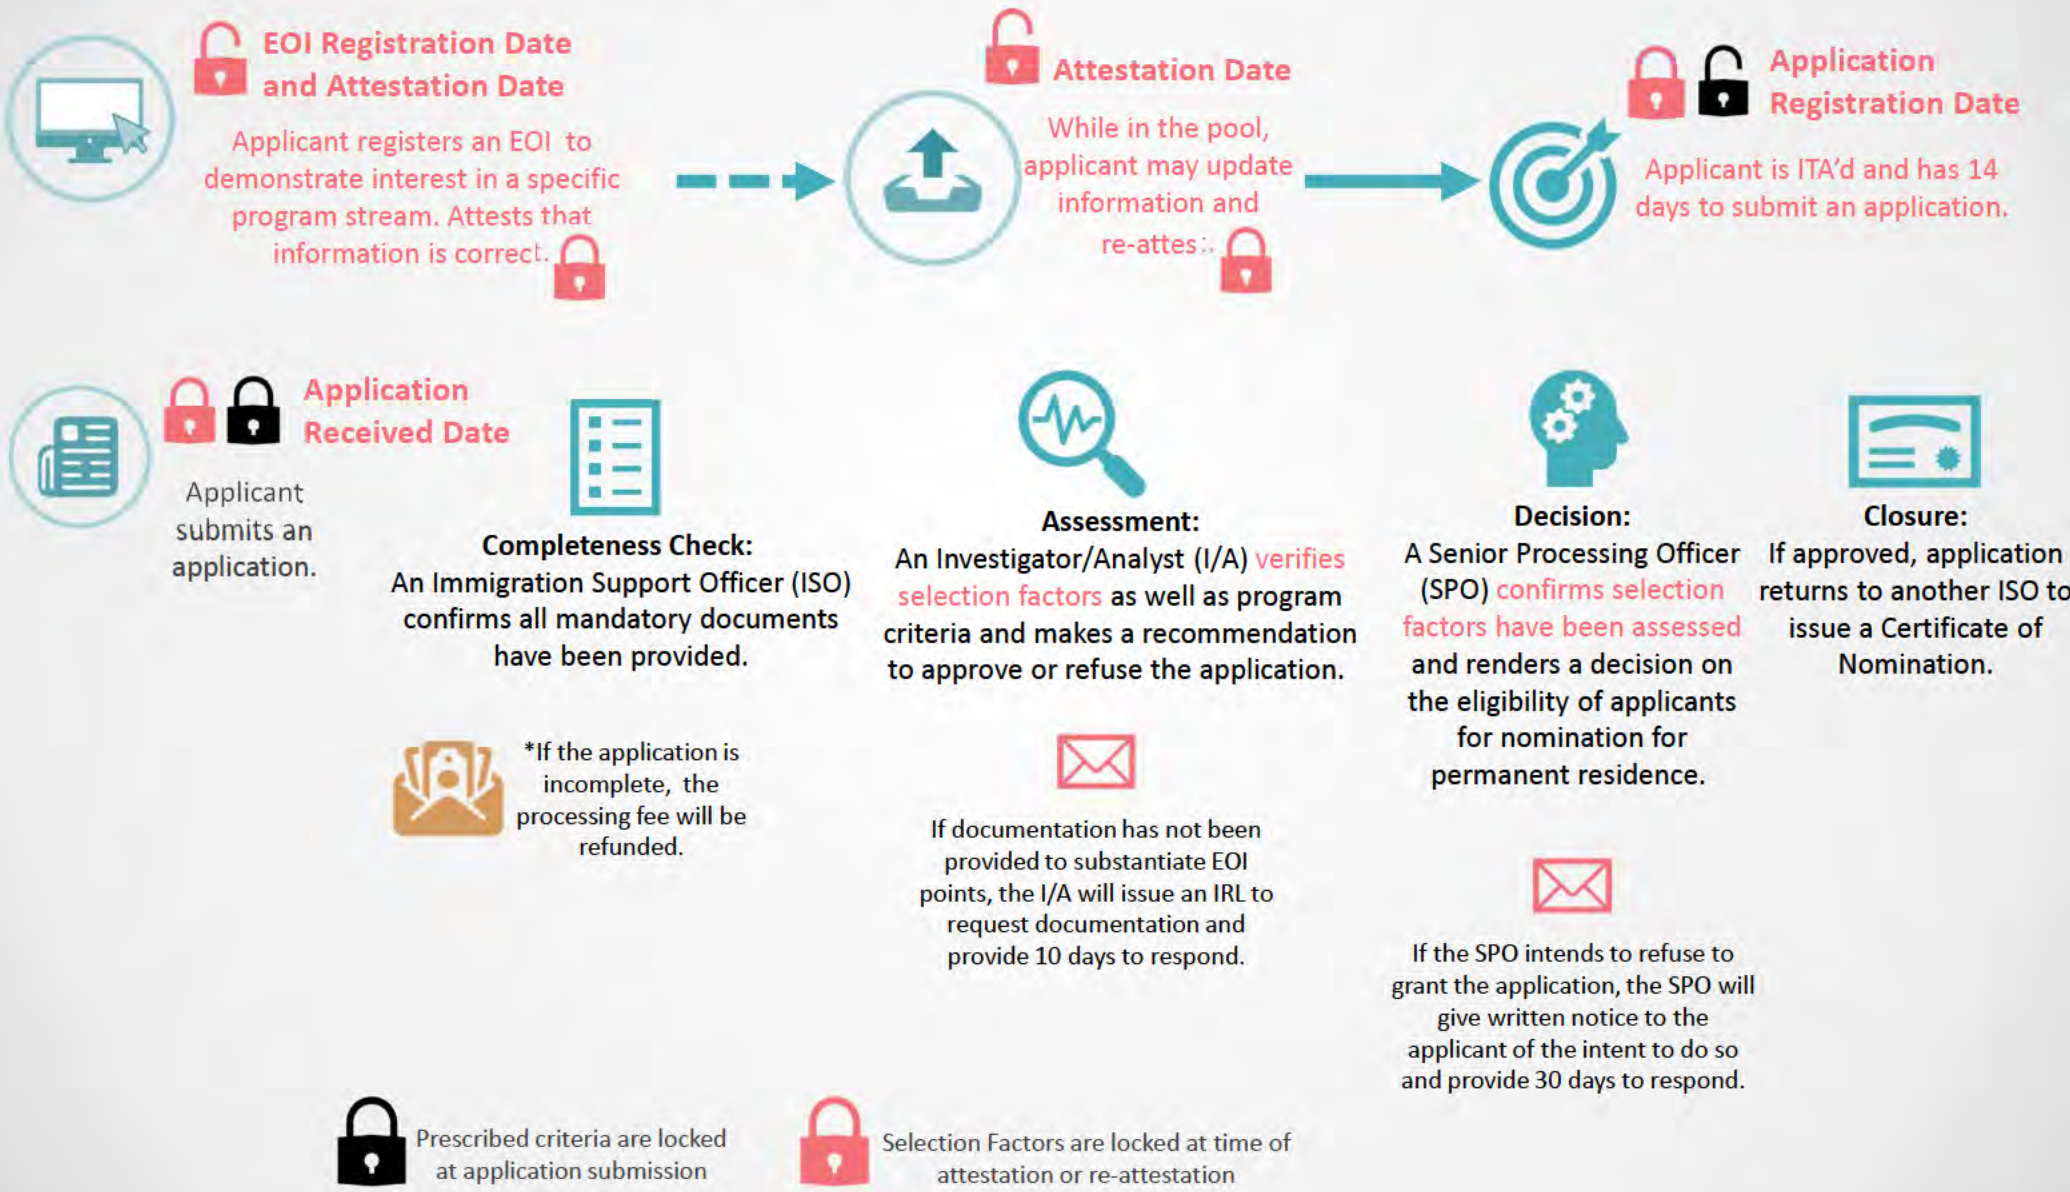 EOI Registration Date
and Attestation Date
Applicant registers an EOI to
demonstrate interest in a specific
program stream. Attests that
information is correct.
Attestation Date
While in the pool,
applicant may update
information and
re-attes:.
Application
Registration Date
Applicant is ITA'd and has 14
days to submit an application.
Application
Received Date
Applicant
submits an
application.
Completeness Check:
An Immigration Support Officer (ISO)
confirms all mandatory documents
have been provided.
*If the application is
incomplete, the
processing fee will be
refunded.
Assessment:
An Investigator/Analyst (I/A) verifies
selection factors as well as program
criteria and makes a recommendation
to approve or refuse the application.
If documentation has not been
provided to substantiate EOI
points, the I/A will issue an IRL to
request documentation and
provide 10 days to respond.
Decision:
A Senior Processing Officer
(SPO) confirms selection
factors have been assessed
and renders a decision on
the eligibility of applicants
for nomination for
permanent residence.
If the SPO intends to refuse to
grant the application, the SPO will
give written notice to the
applicant of the intent to do so
and provide 30 days to respond.
Closure:
If approved, application
returns to another ISO to
issue a Certificate of
Nomination.
Prescribed criteria are locked
at application submission
Selection Factors are locked at time of
attestation or re-attestation